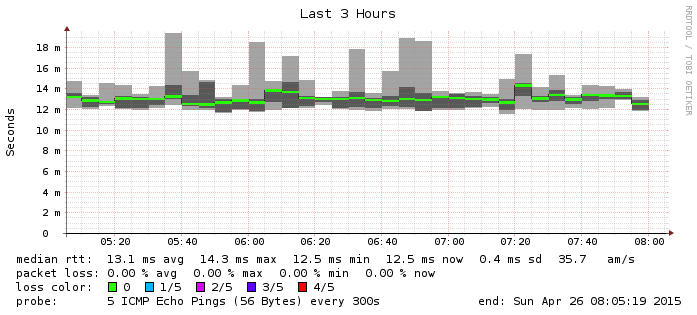 Last 3 Hours
RRDTOOL / TOBI OETIKER
Seconds
18 m
16 m
14 m
12 m
10 m
8 m
6 m
4 m
2 m
0
05:20 05:40 06:00 06:20 06:40 07:00 07:20 07:40 08:00
median rtt: 13.1 ms avg 14.3 ms max 12.5 ms min 12.5 ms now 0.4 ms sd 35.7 am/s
packet loss: 0.00 % avg 0.00 % max 0.00 % min 0.00 % now
loss color: 0 1/5 2/5 3/5 4/5
probe: 5 ICMP Echo Pings (56 Bytes) every 300s end: Sun Apr 26 08:05:19 2015